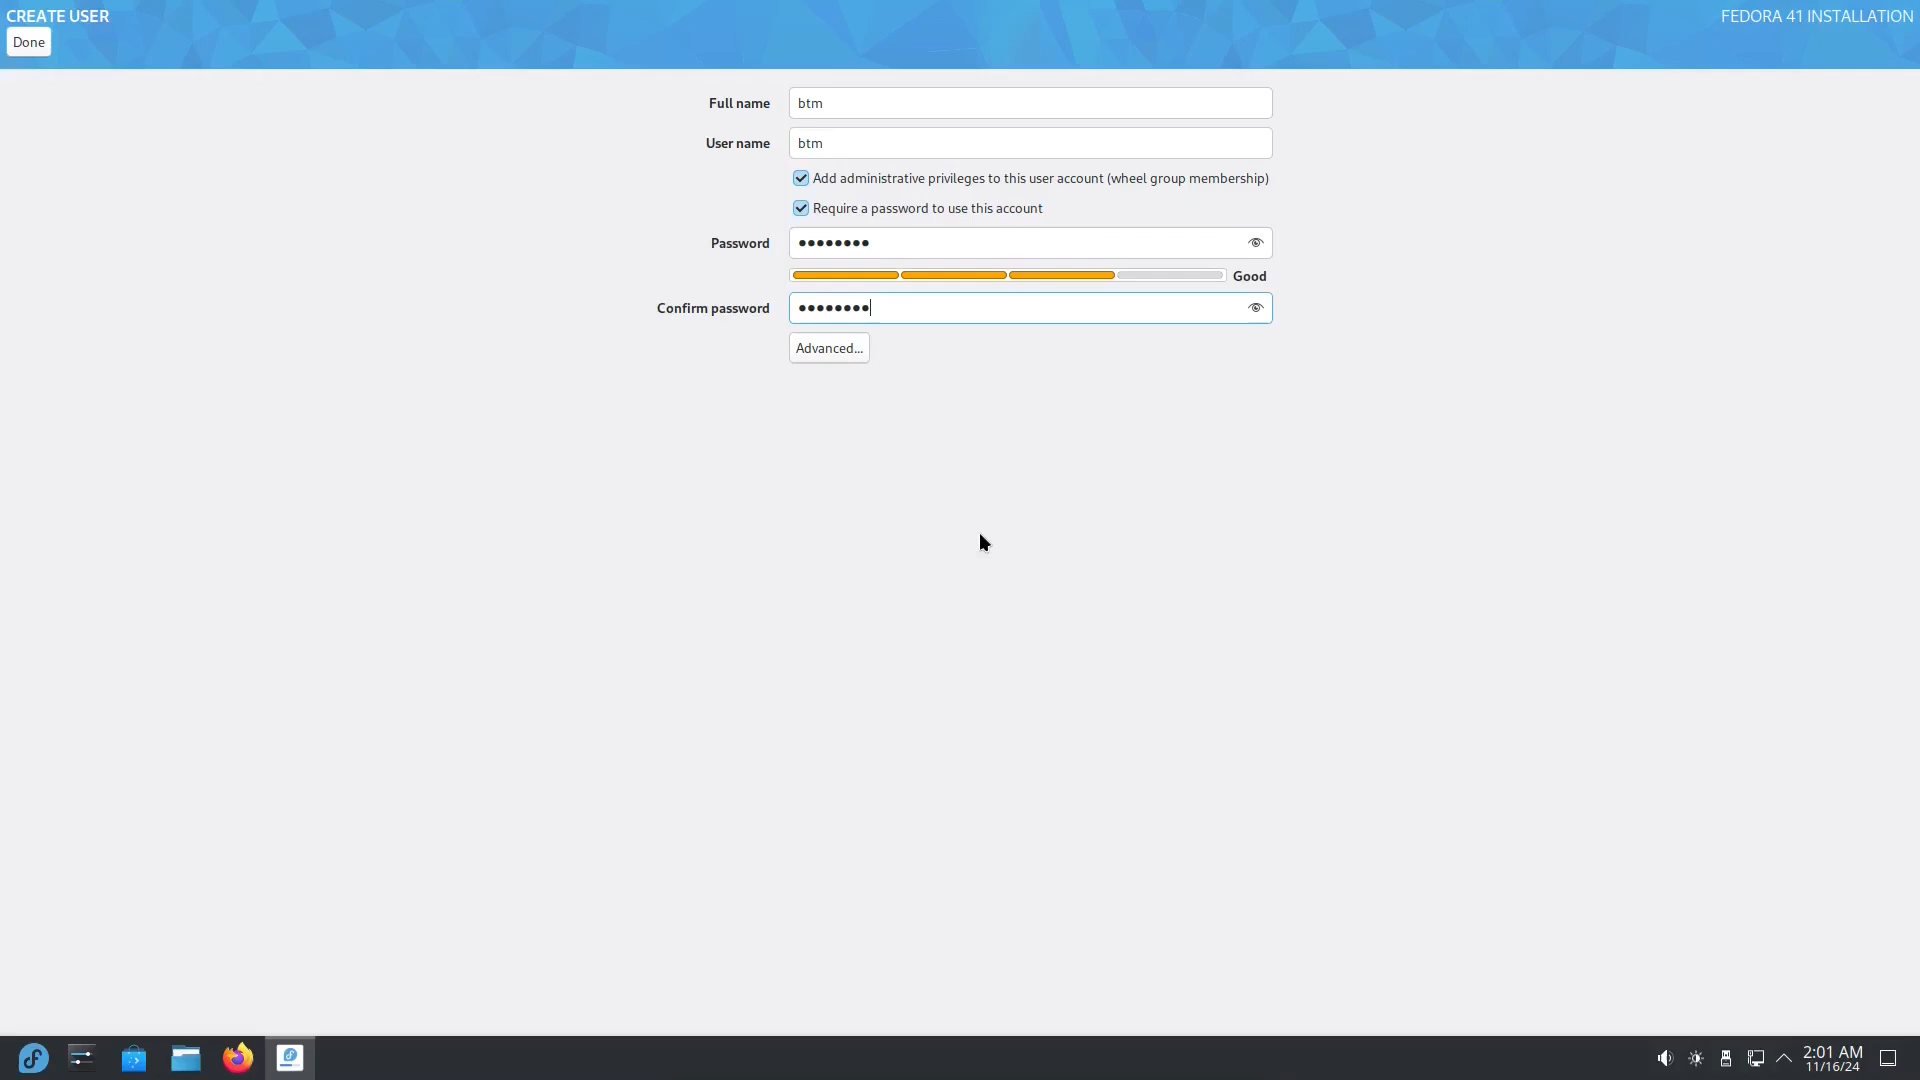 CREATE USER
FEDORA 41 INSTALLATION
Done
Full name
btm
User name
btm
Add administrative privileges to this user account (wheel group membership)
Require a password to use this account
Password
●●●●●●●●
Good
Confirm password
●●●●●●●●
Advanced...
2:01 AM
11/16/24